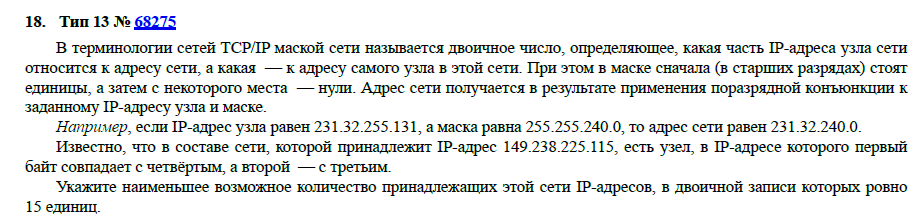 18. Тип 13 № 68275
В терминологии сетей TCP/IP маской сети называется двоичное число, определяющее, какая часть IP-адреса узла сети
относится к адресу сети, а какая — к адресу самого узла в этой сети. При этом в маске сначала (в старших разрядах) стоят
единицы, а затем с некоторого места — нули. Адрес сети получается в результате применения поразрядной конъюнкции к
заданному IP-адресу узла и маске.
Например, если IP-адрес узла равен 231.32.255.131, а маска равна 255.255.240.0, то адрес сети равен 231.32.240.0.
Известно, что в составе сети, которой принадлежит IP-адрес 149.238.225.115, есть узел, в IP-адресе которого первый
байт совпадает с четвёртым, а второй — с третьим.
Укажите наименьшее возможное количество принадлежащих этой сети IP-адресов, в двоичной записи которых ровно
15 единиц.